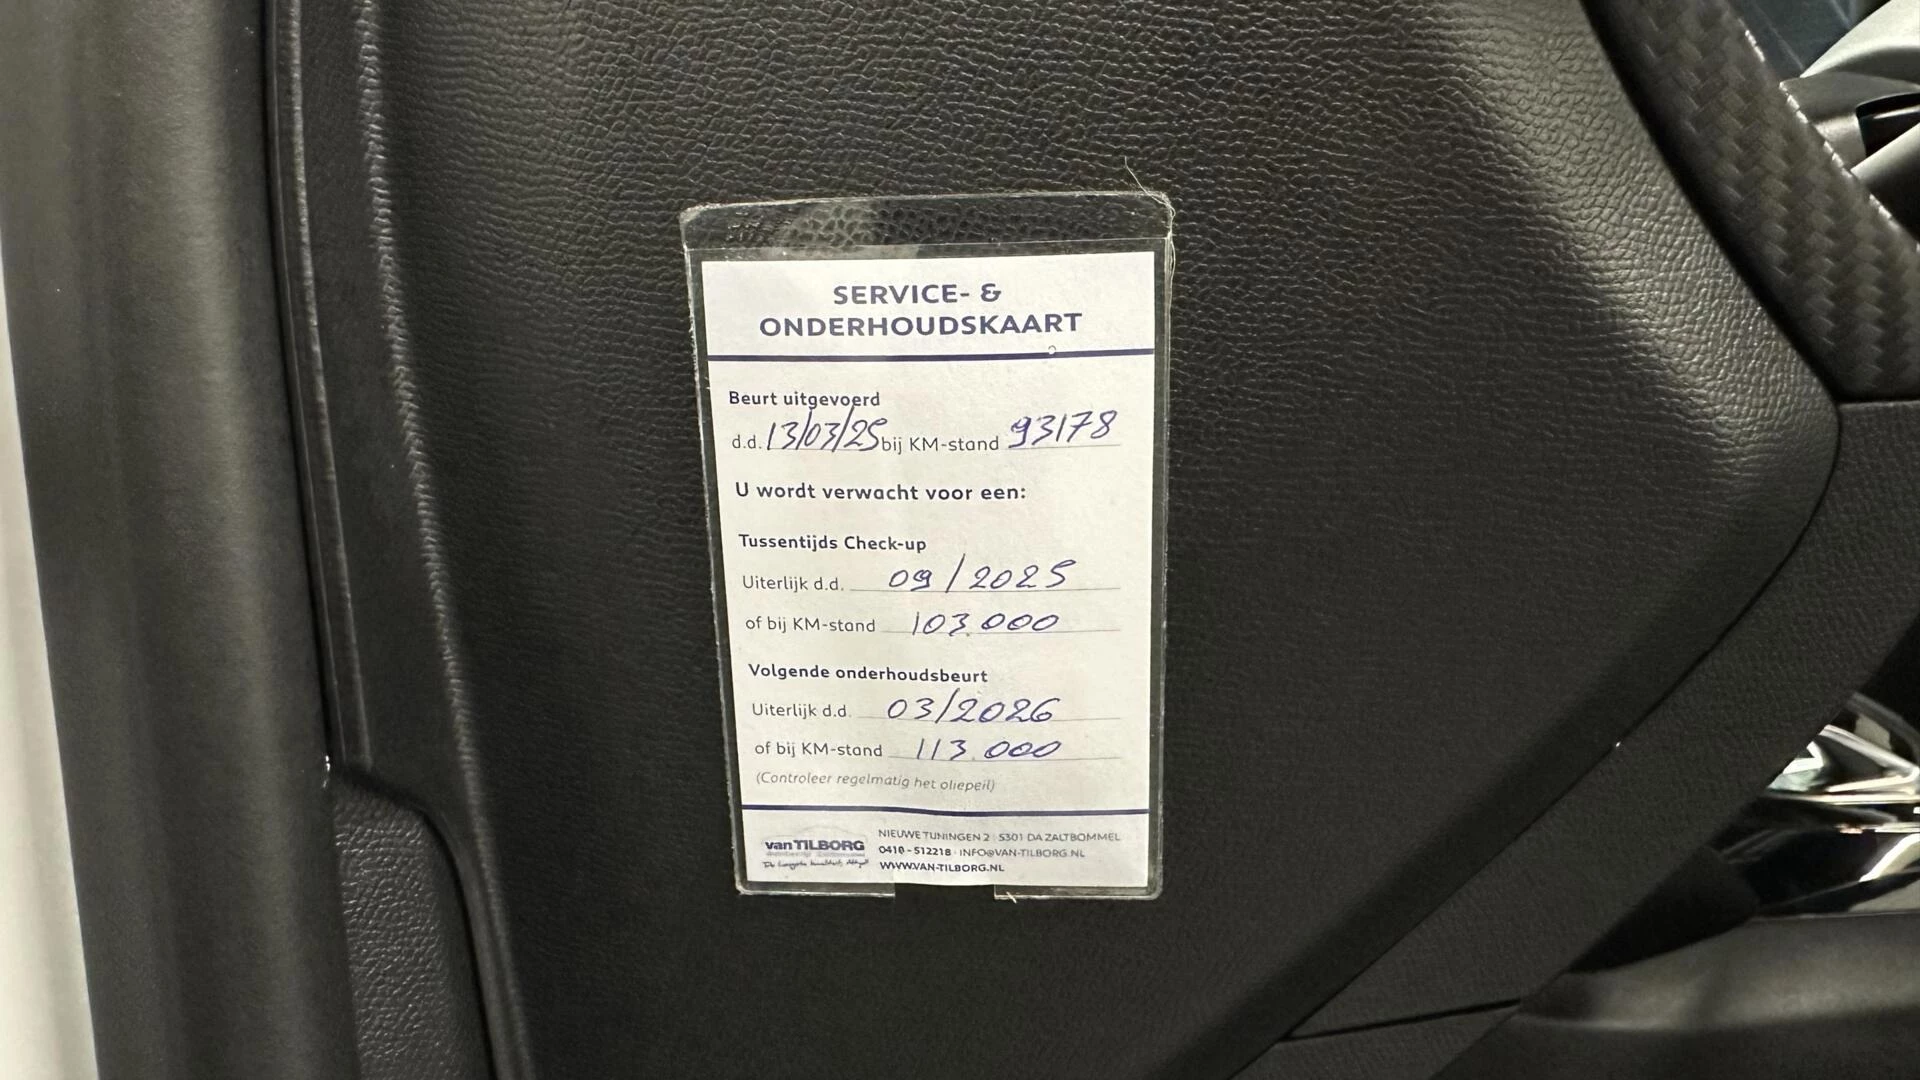 SERVICE- &
ONDERHOUDSKAART
Beurt uitgevoerd
d.d. 13/03/25 bij KM-stand 93178
U wordt verwacht voor een:
Tussentijds Check-up
Uiterlijk d.d. 09/2025
of bij KM-stand 103.000
Volgende onderhoudsbeurt
Uiterlijk d.d. 03/2026
of bij KM-stand 113.000
(Controleer regelmatig het oliepeil)
vanTILBORG
NIEUWE TUNINGEN 2 5301 DA ZALTBOMMEL
0418-512218 · INFO@VAN-TILBORG.NL
WWW.VAN-TILBORG.NL